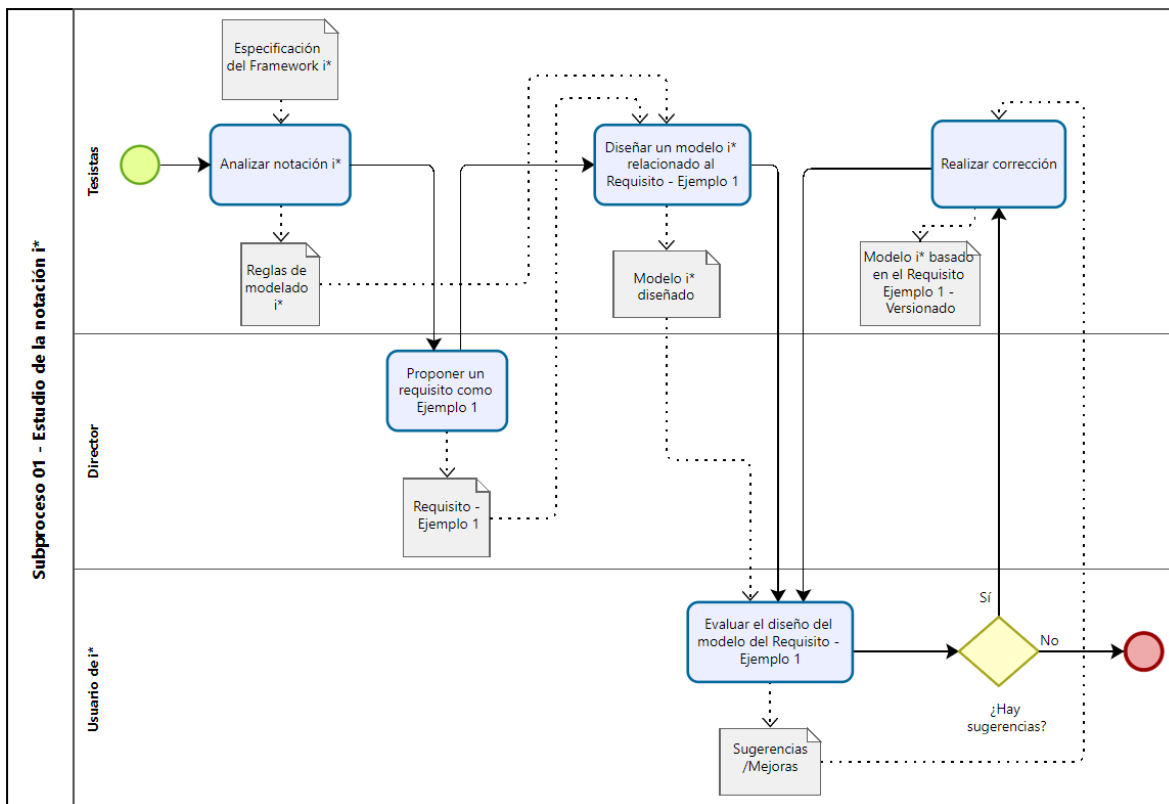 Subproceso 01 - Estudio de la notación i*
Tesistas
Especificación
del Framework i*
Analizar notación i*
Reglas de
modelado
i*
Diseñar un modelo i*
relacionado al
Requisito - Ejemplo 1
Modelo i*
diseñado
Realizar corrección
Modelo i* basado
en el Requisito
Ejemplo 1 -
Versionado
Director
Proponer un
requisito como
Ejemplo 1
Requisito -
Ejemplo 1
Usuario de i*
Evaluar el diseño del
modelo del Requisito -
Ejemplo 1
Sugerencias
/Mejoras
Sí
No
¿Hay
sugerencias?